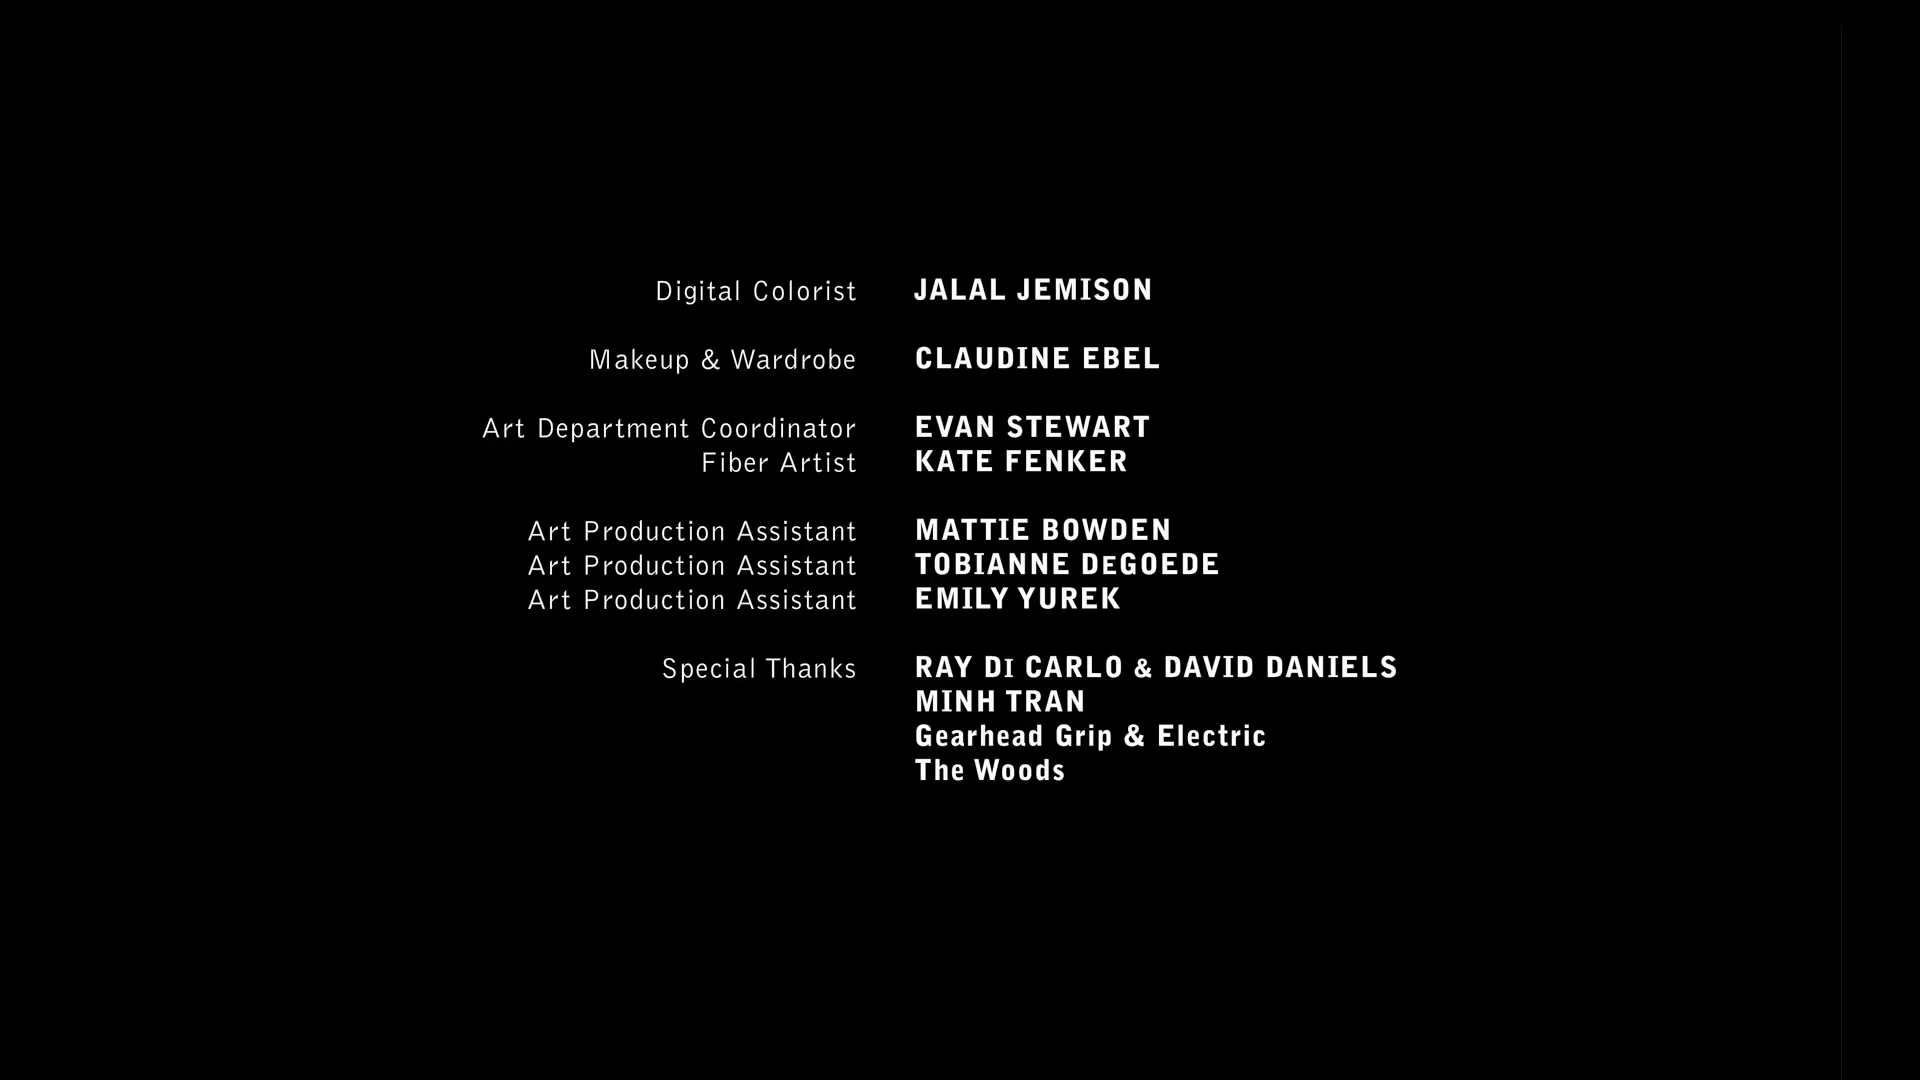 Digital Colorist JALAL JEMISON
Makeup & Wardrobe CLAUDINE EBEL
Art Department Coordinator EVAN STEWART
Fiber Artist KATE FENKER
Art Production Assistant MATTIE BOWDEN
Art Production Assistant TOBIANNE DEGOEDE
Art Production Assistant EMILY YUREK
Special Thanks RAY DI CARLO & DAVID DANIELS
MINH TRAN
Gearhead Grip & Electric
The Woods